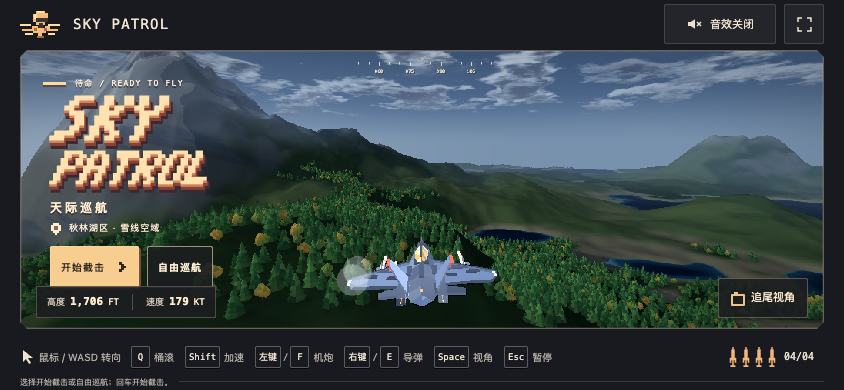 SKY PATROL
音效关闭
待命 / READY TO FLY
060 075 090 105
SKY
PATROL
天际巡航
秋林湖区 · 雪线空域
开始截击
自由巡航
高度 1,706 FT 速度 179 KT
追尾视角
鼠标 / WASD 转向 Q 桶滚 Shift 加速 左键 / F 机炮 右键 / E 导弹 Space 视角 Esc 暂停
04/04
选择开始截击或自由巡航；回车开始截击。